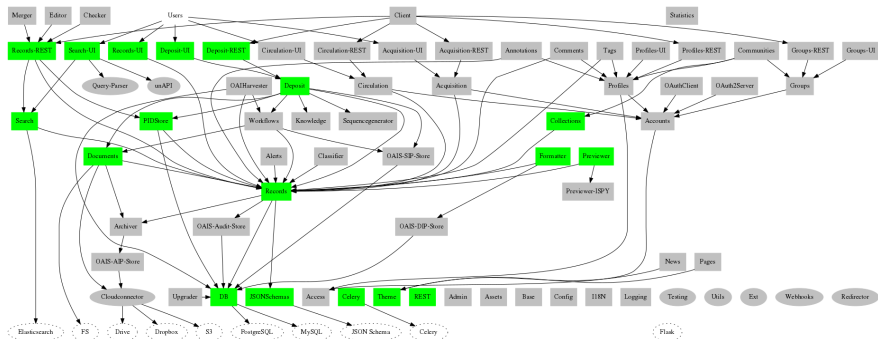 Merger Editor Checker Users Client Statistics
Records-REST Search-UI Records-UI Deposit-UI Deposit-REST Circulation-UI Circulation-REST Acquisition-UI Acquisition-REST Annotations Comments Tags Profiles-UI Profiles-REST Communities Groups-REST Groups-UI
Query-Parser unAPI OAIHarvester Deposit Circulation Acquisition Profiles OAuthClient OAuth2Server Groups
Search PIDStore Workflows Knowledge Sequencegenerator Collections Accounts
Documents Alerts Classifier OAIS-SIP-Store Formatter Previewer
Records Previewer-ISPY
Archiver OAIS-Audit-Store OAIS-DIP-Store
OAIS-AIP-Store News Pages
Cloudconnector Upgrader DB JSONSchemas Access Celery Theme REST Admin Assets Base Config I18N Logging Testing Utils Ext Webhooks Redirector
Elasticsearch FS Drive Dropbox S3 PostgreSQL MySQL JSON Schema Celery Flask